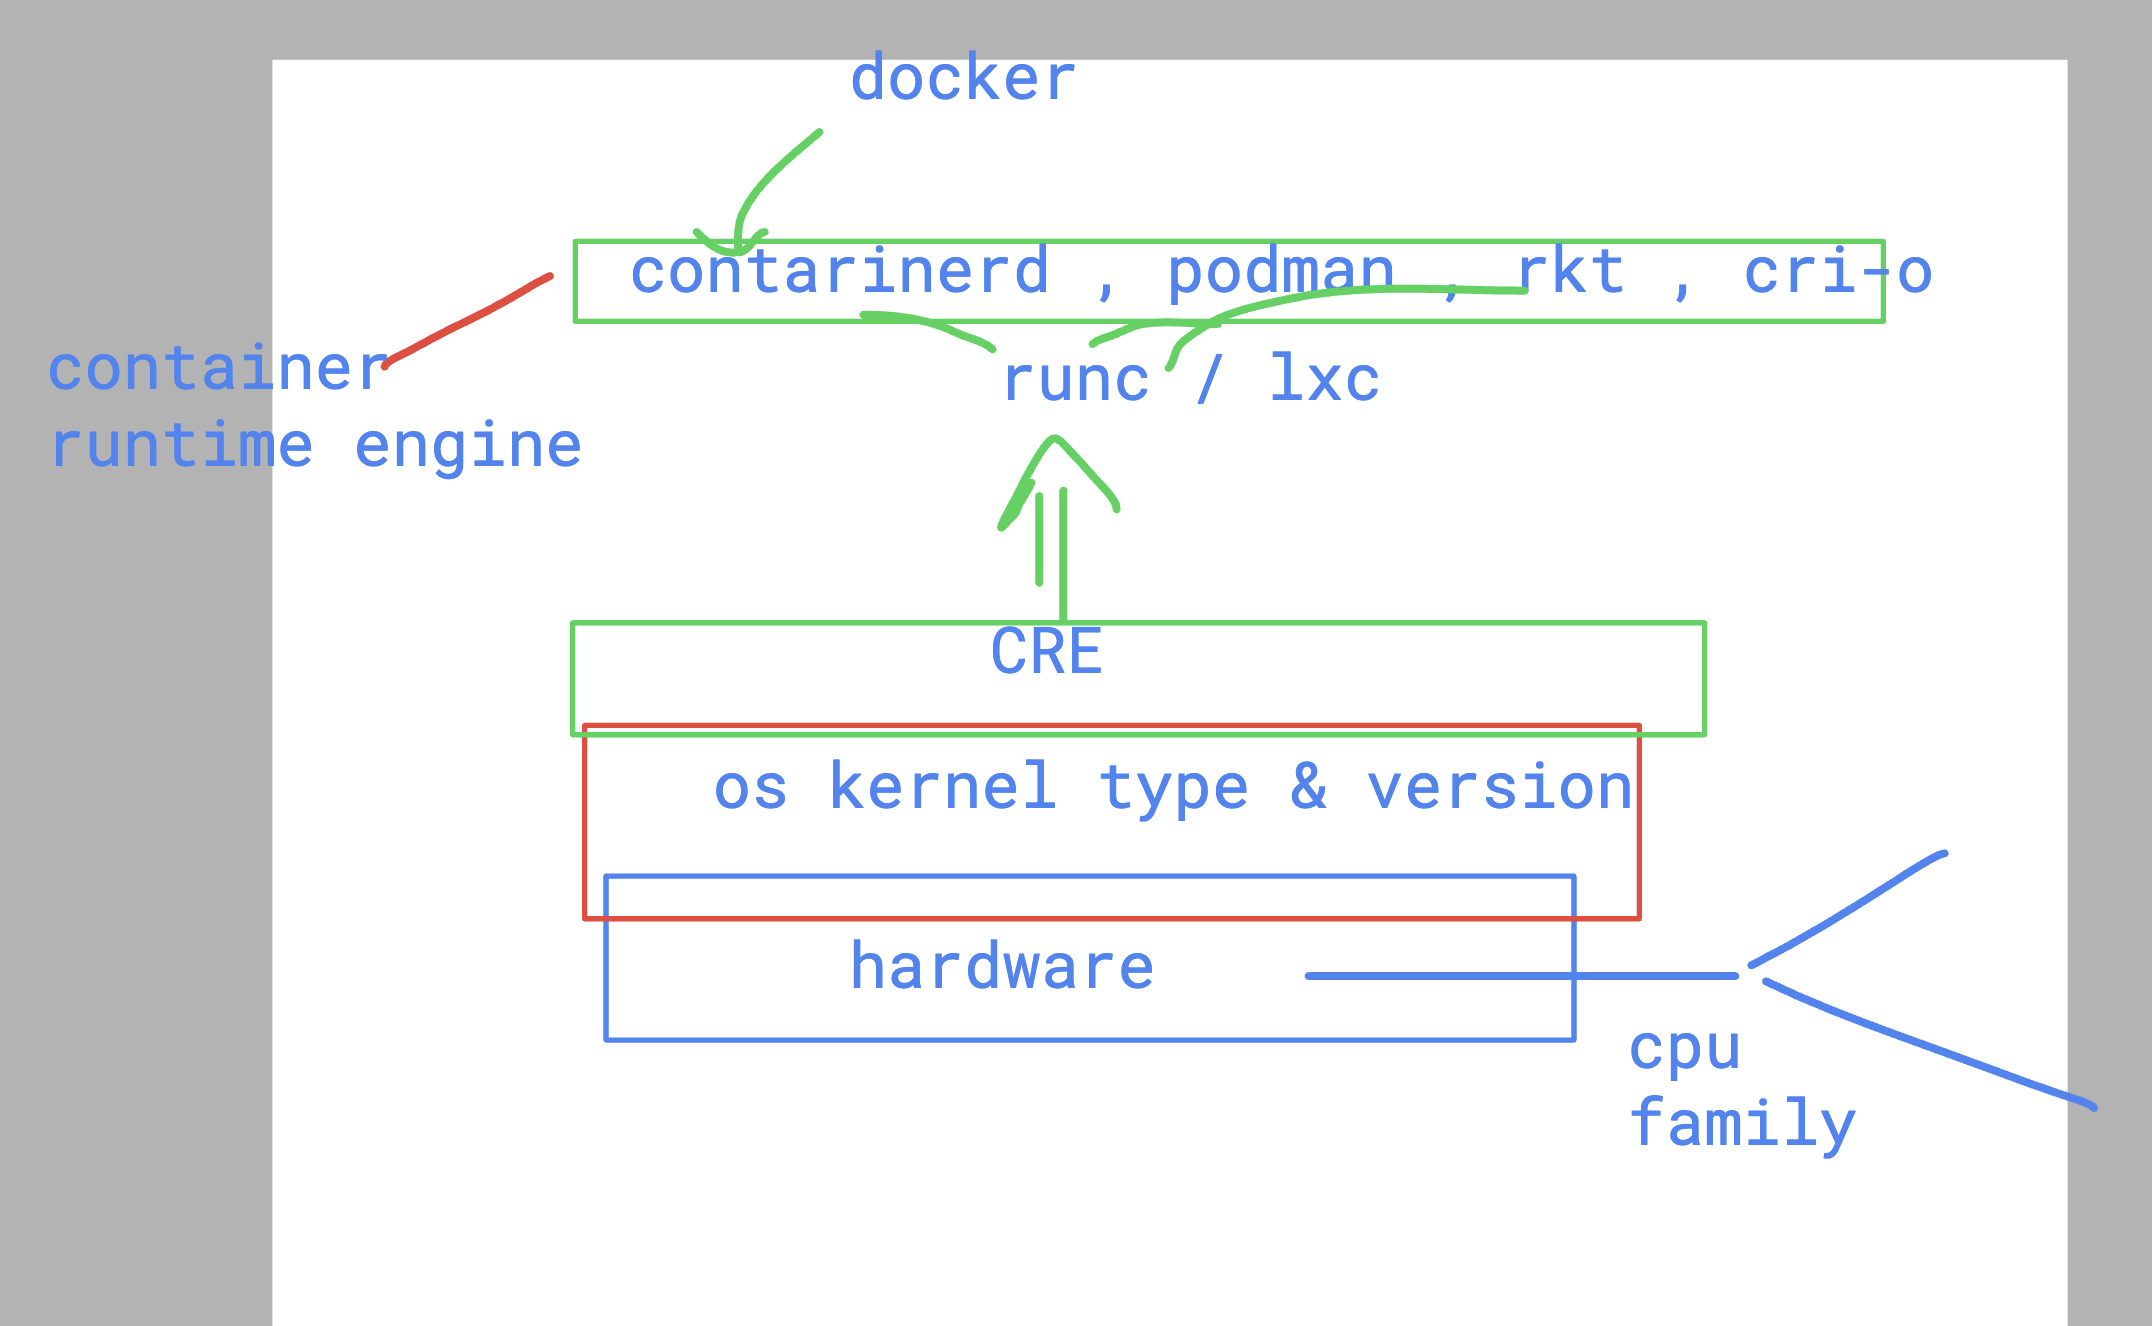 docker
contarinerd , podman , rkt , cri-o
container
runtime engine
runc / lxc
CRE
os kernel type & version
hardware
cpu
family